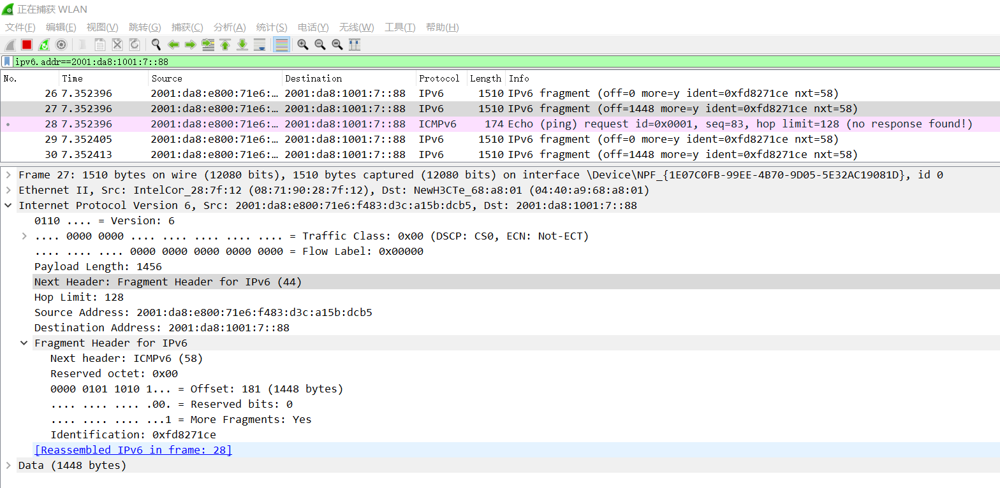 正在捕获 WLAN
文件(F) 编辑(E) 视图(V) 跳转(G) 捕获(C) 分析(A) 统计(S) 电话(Y) 无线(W) 工具(T) 帮助(H)
ipv6.addr==2001:da8:1001:7::88
No. Time Source Destination Protocol Length Info
26 7.352396 2001:da8:e800:71e6:… 2001:da8:1001:7::88 IPv6 1510 IPv6 fragment (off=0 more=y ident=0xfd8271ce nxt=58)
27 7.352396 2001:da8:e800:71e6:… 2001:da8:1001:7::88 IPv6 1510 IPv6 fragment (off=1448 more=y ident=0xfd8271ce nxt=58)
28 7.352396 2001:da8:e800:71e6:… 2001:da8:1001:7::88 ICMPv6 174 Echo (ping) request id=0x0001, seq=83, hop limit=128 (no response found!)
29 7.352405 2001:da8:e800:71e6:… 2001:da8:1001:7::88 IPv6 1510 IPv6 fragment (off=0 more=y ident=0xfd8271ce nxt=58)
30 7.352413 2001:da8:e800:71e6:… 2001:da8:1001:7::88 IPv6 1510 IPv6 fragment (off=1448 more=y ident=0xfd8271ce nxt=58)
Frame 27: 1510 bytes on wire (12080 bits), 1510 bytes captured (12080 bits) on interface \Device\NPF_{1E07C0FB-99EE-4B70-9D05-5E32AC19081D}, id 0
Ethernet II, Src: IntelCor_28:7f:12 (08:71:90:28:7f:12), Dst: NewH3CTe_68:a8:01 (04:40:a9:68:a8:01)
Internet Protocol Version 6, Src: 2001:da8:e800:71e6:f483:d3c:a15b:dcb5, Dst: 2001:da8:1001:7::88
0110 .... = Version: 6
.... 0000 0000 .... .... .... .... .... = Traffic Class: 0x00 (DSCP: CS0, ECN: Not-ECT)
.... .... .... 0000 0000 0000 0000 0000 = Flow Label: 0x00000
Payload Length: 1456
Next Header: Fragment Header for IPv6 (44)
Hop Limit: 128
Source Address: 2001:da8:e800:71e6:f483:d3c:a15b:dcb5
Destination Address: 2001:da8:1001:7::88
Fragment Header for IPv6
Next header: ICMPv6 (58)
Reserved octet: 0x00
0000 0101 1010 1... = Offset: 181 (1448 bytes)
.... .... .... .00. = Reserved bits: 0
.... .... .... ...1 = More Fragments: Yes
Identification: 0xfd8271ce
[Reassembled IPv6 in frame: 28]
Data (1448 bytes)